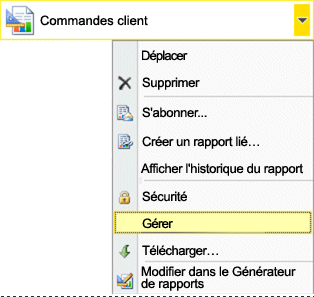 Commandes client
Déplacer
Supprimer
S'abonner...
Créer un rapport lié...
Afficher l'historique du rapport
Sécurité
Gérer
Télécharger...
Modifier dans le Générateur
de rapports